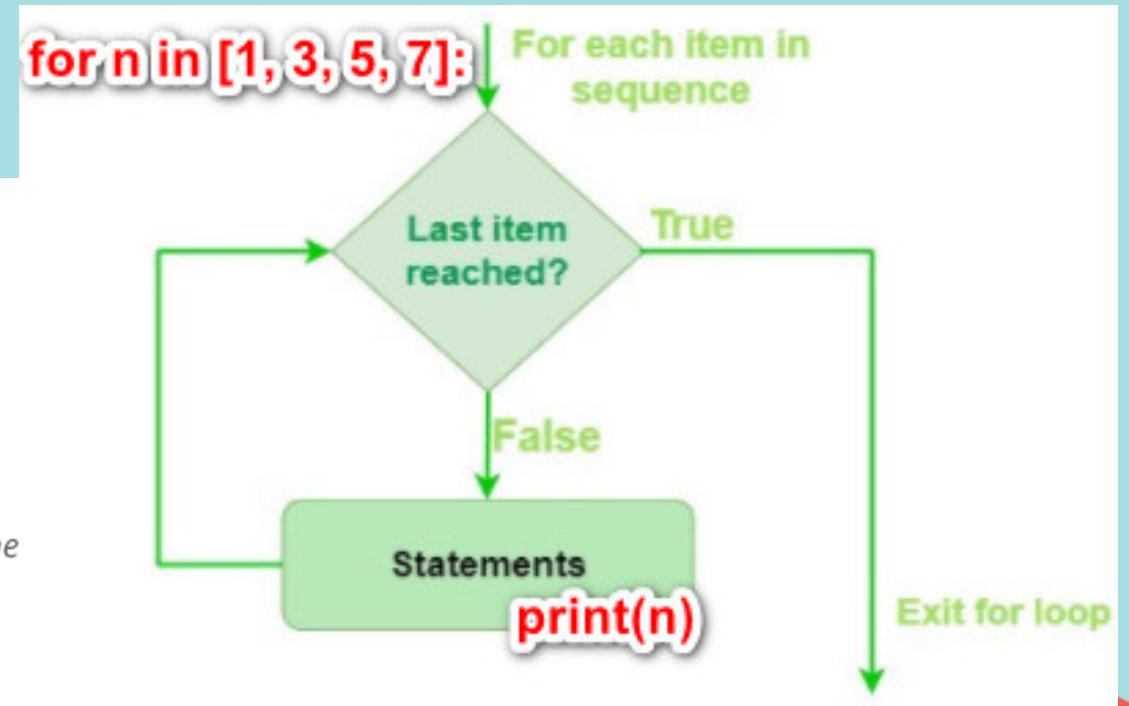 for n in [1, 3, 5, 7]:
For each item in
sequence
Last item
reached?
True
False
Statements
print(n)
Exit for loop